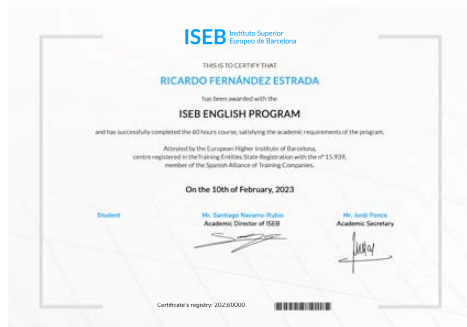 ISEB Instituto Superior
Europeo de Barcelona
THIS IS TO CERTIFY THAT
RICARDO FERNÁNDEZ ESTRADA
has been awarded with the
ISEB ENGLISH PROGRAM
and has successfully completed the 60 hours course, satisfying the academic requirements of the program.
Attested by the European Higher Institute of Barcelona,
centre registered in the Training Entities State Registration with the nº 15.939,
member of the Spanish Alliance of Training Companies.
On the 10th of February, 2023
Student
Mr. Santiago Navarro-Rubio
Academic Director of ISEB
Mr. Jordi Ponce
Academic Secretary
Certificate's registry: 2023/0000